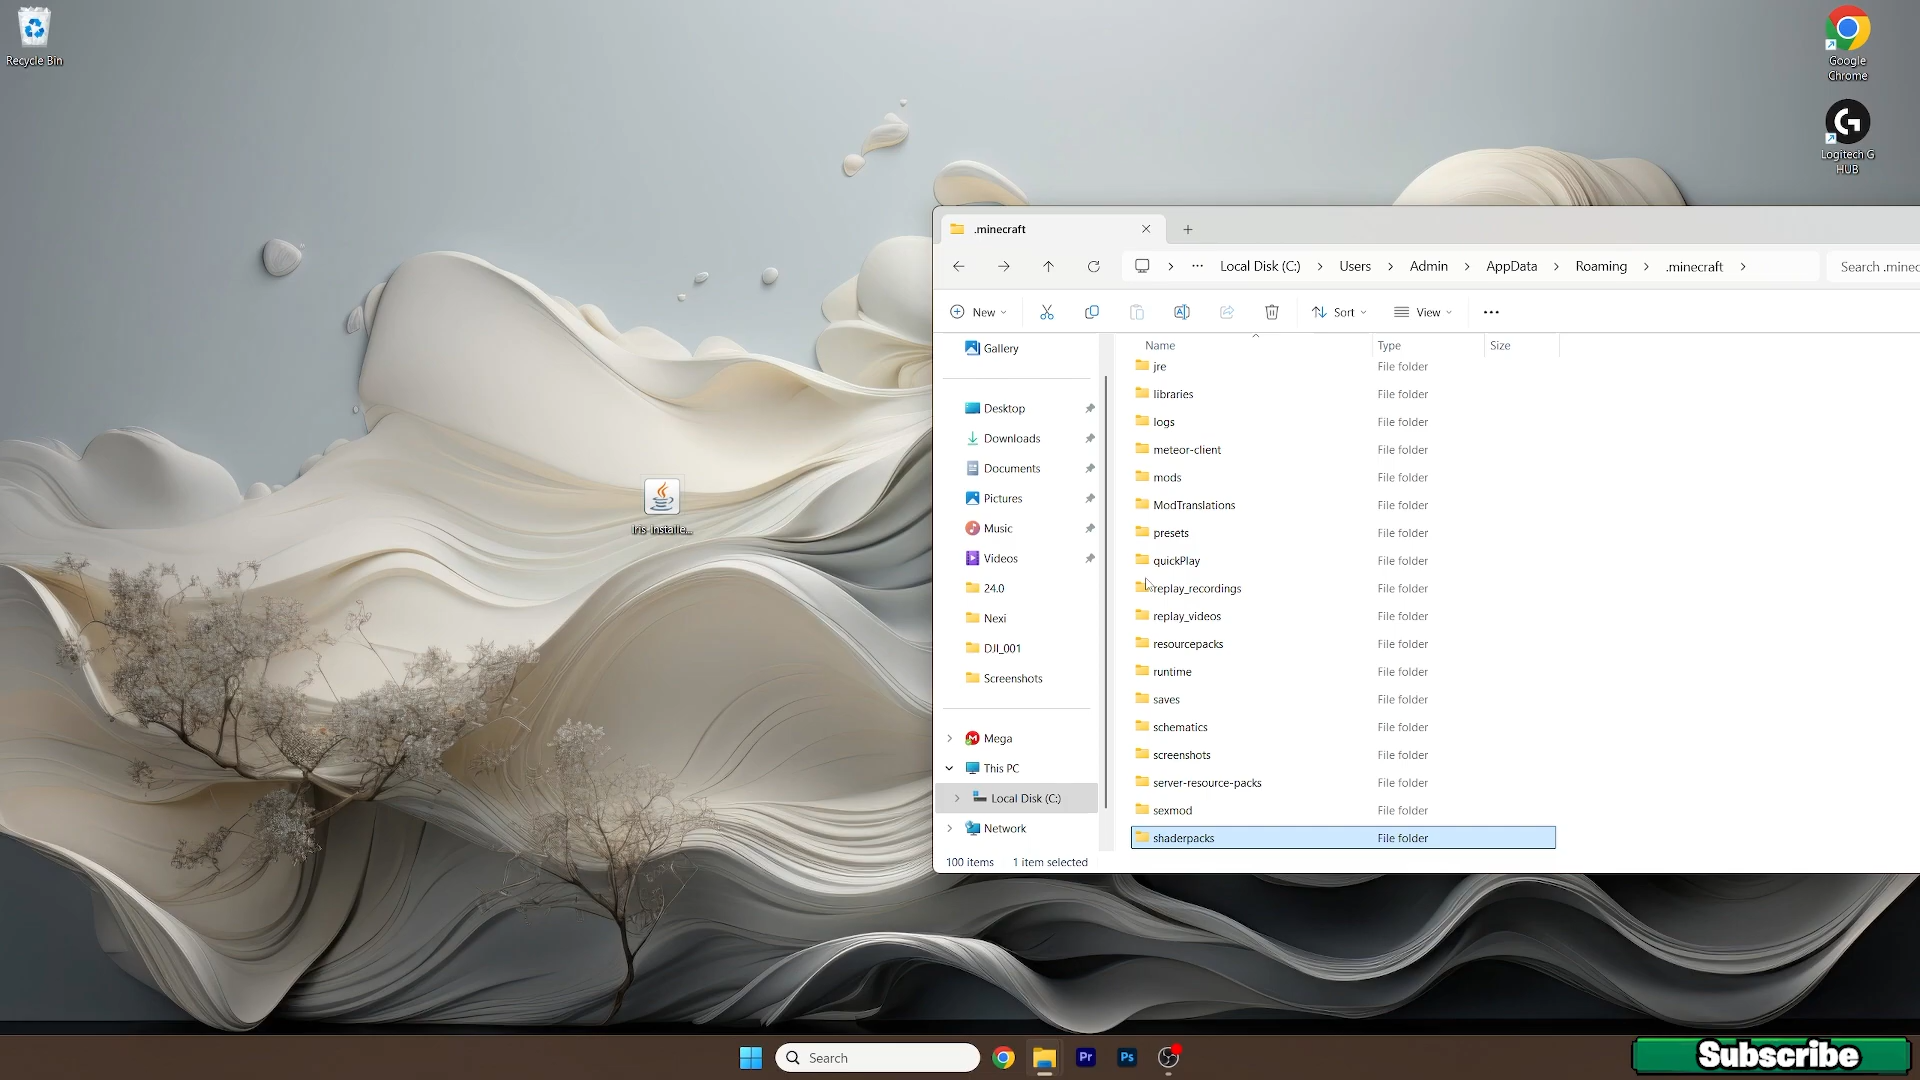 Recycle Bin
Google
Chrome
Logitech G
HUB
.minecraft
Local Disk (C:)
Users
Admin
AppData
Roaming
.minecraft
Search .minec
New
Sort
View
Gallery
Desktop
Downloads
Documents
Pictures
Music
Videos
24.0
Nexi
DJI_001
Screenshots
Mega
This PC
Local Disk (C:)
Network
Name Type Size
jre File folder
libraries File folder
logs File folder
meteor-client File folder
mods File folder
ModTranslations File folder
presets File folder
quickPlay File folder
replay_recordings File folder
replay_videos File folder
resourcepacks File folder
runtime File folder
saves File folder
schematics File folder
screenshots File folder
server-resource-packs File folder
sexmod File folder
shaderpacks File folder
100 items 1 item selected
Iris-Installe...
Search
Pr
Ps
Subscribe